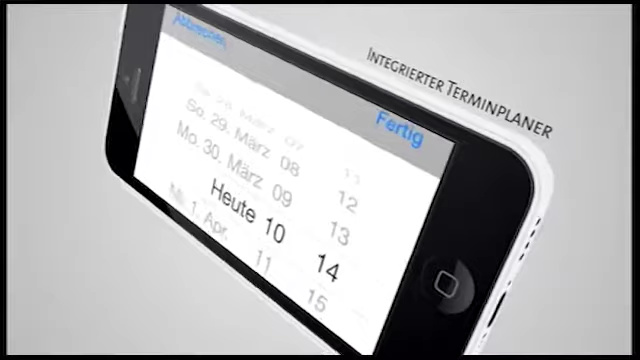 INTEGRIERTER TERMINPLANER
Abbrechen
Fertig
So. 29. März 08 12
Mo. 30. März 09 13
Heute 10 14
Mi. 1. Apr. 11 15